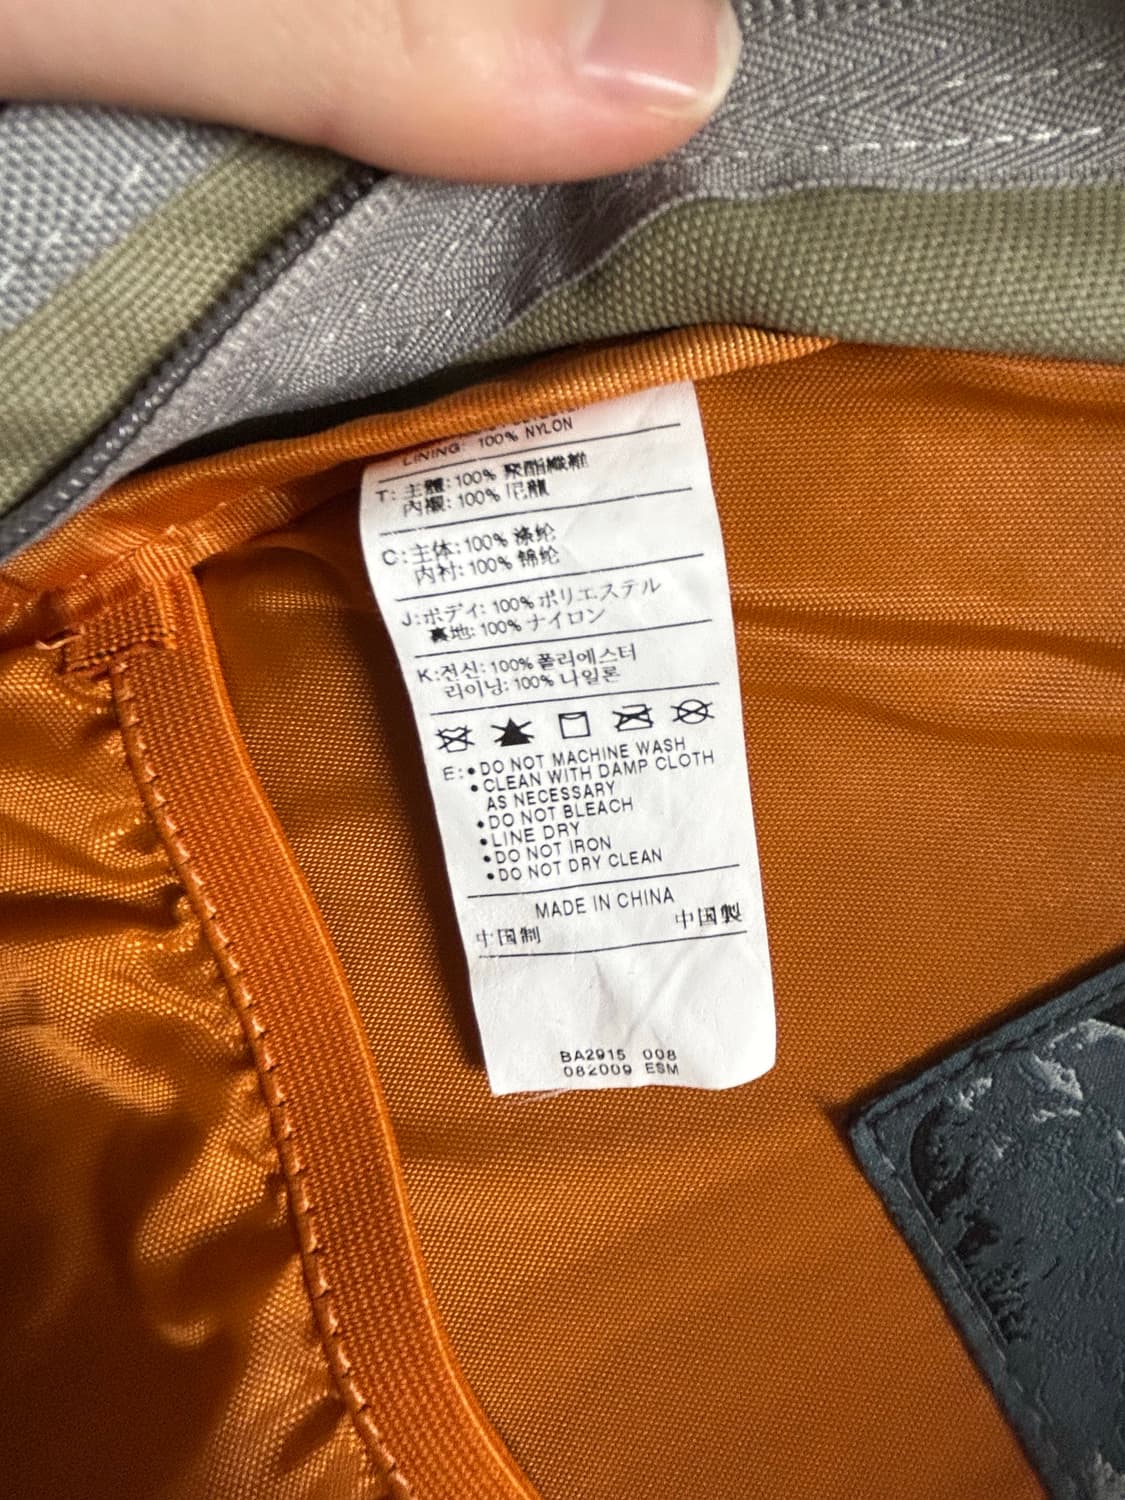 LINING: 100% NYLON
T: 主體: 100% 聚酯纖維
內襯: 100% 尼龍
C: 主体: 100% 涤纶
内衬: 100% 锦纶
J: ボディ: 100% ポリエステル
裏地: 100% ナイロン
K: 전신: 100% 폴리에스터
라이닝: 100% 나일론
E: • DO NOT MACHINE WASH
• CLEAN WITH DAMP CLOTH
AS NECESSARY
• DO NOT BLEACH
• LINE DRY
• DO NOT IRON
• DO NOT DRY CLEAN
MADE IN CHINA
中国制 中国製
BA2915 008
082009 ESM